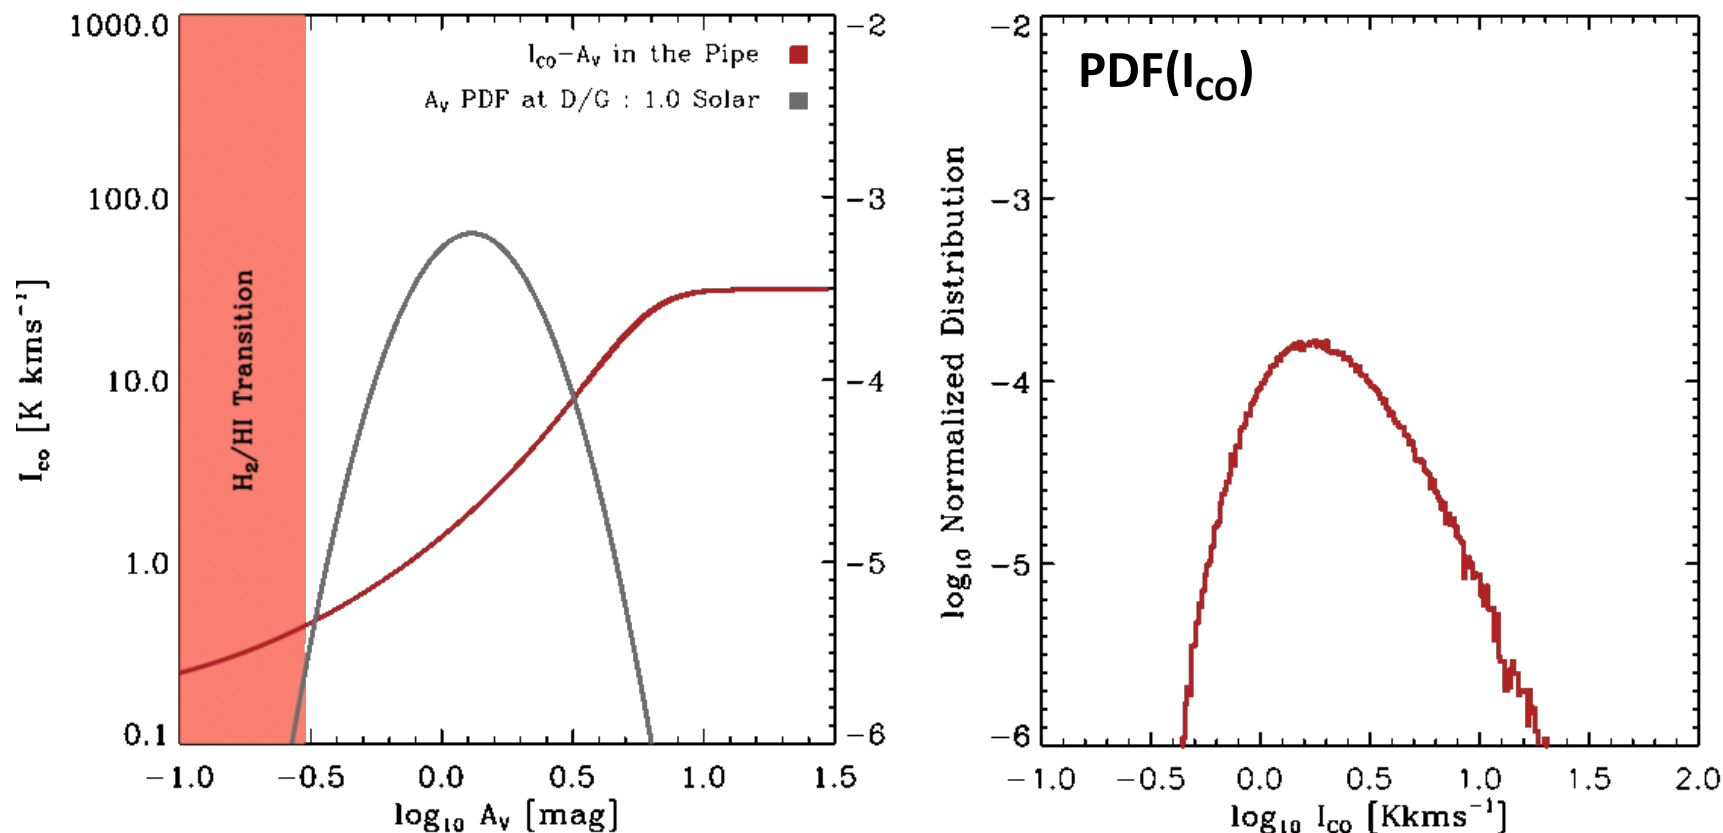 I_CO−A_V in the Pipe
A_V PDF at D/G : 1.0 Solar
H₂/HI Transition
I_CO [K kms⁻¹]
1000.0
100.0
10.0
1.0
0.1
−2
−3
−4
−5
−6
−1.0 −0.5 0.0 0.5 1.0 1.5
log₁₀ A_V [mag]
PDF(I_CO)
log₁₀ Normalized Distribution
−2
−3
−4
−5
−6
−1.0 −0.5 0.0 0.5 1.0 1.5 2.0
log₁₀ I_CO [Kkms⁻¹]